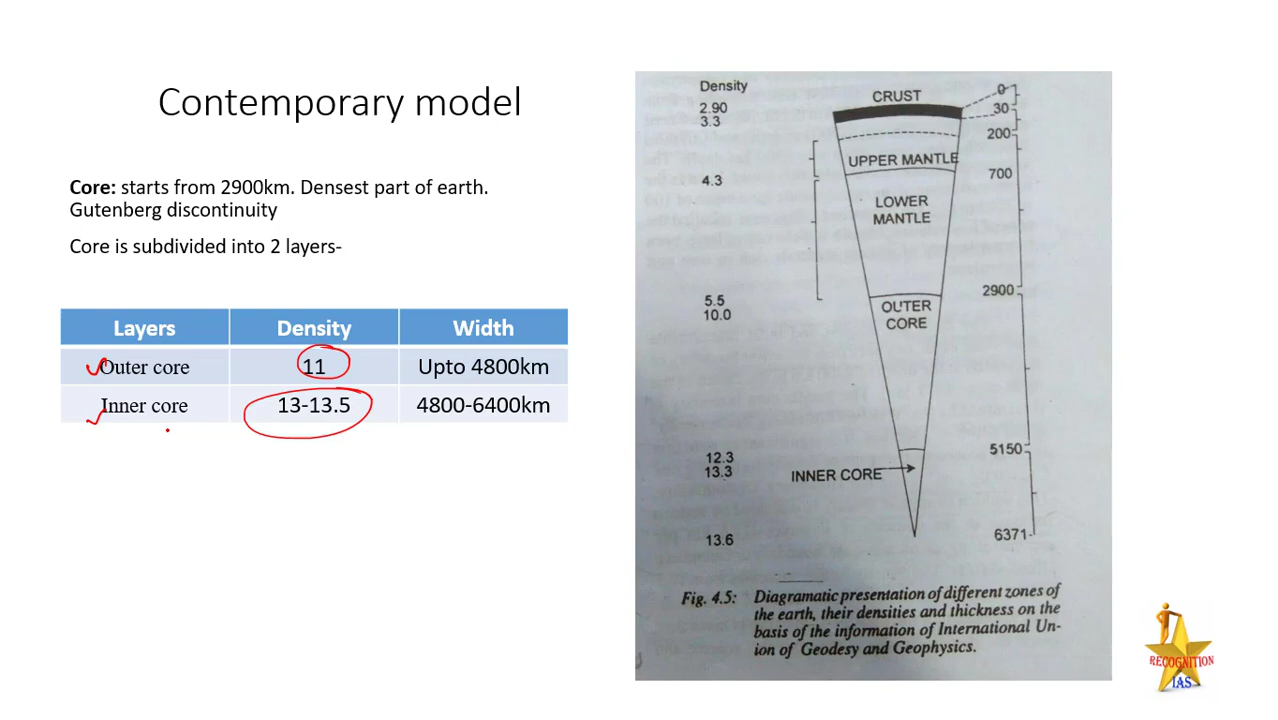 Contemporary model
Core: starts from 2900km. Densest part of earth.
Gutenberg discontinuity
Core is subdivided into 2 layers-
Layers Density Width
Outer core 11 Upto 4800km
Inner core 13-13.5 4800-6400km
Density
2.90
3.3
4.3
5.5
10.0
12.3
13.3
13.6
CRUST
UPPER MANTLE
LOWER
MANTLE
OUTER
CORE
INNER CORE
0
30
200
700
2900
5150
6371
Fig. 4.5: Diagramatic presentation of different zones of
the earth, their densities and thickness on the
basis of the information of International Un-
ion of Geodesy and Geophysics.
RECOGNITION
IAS